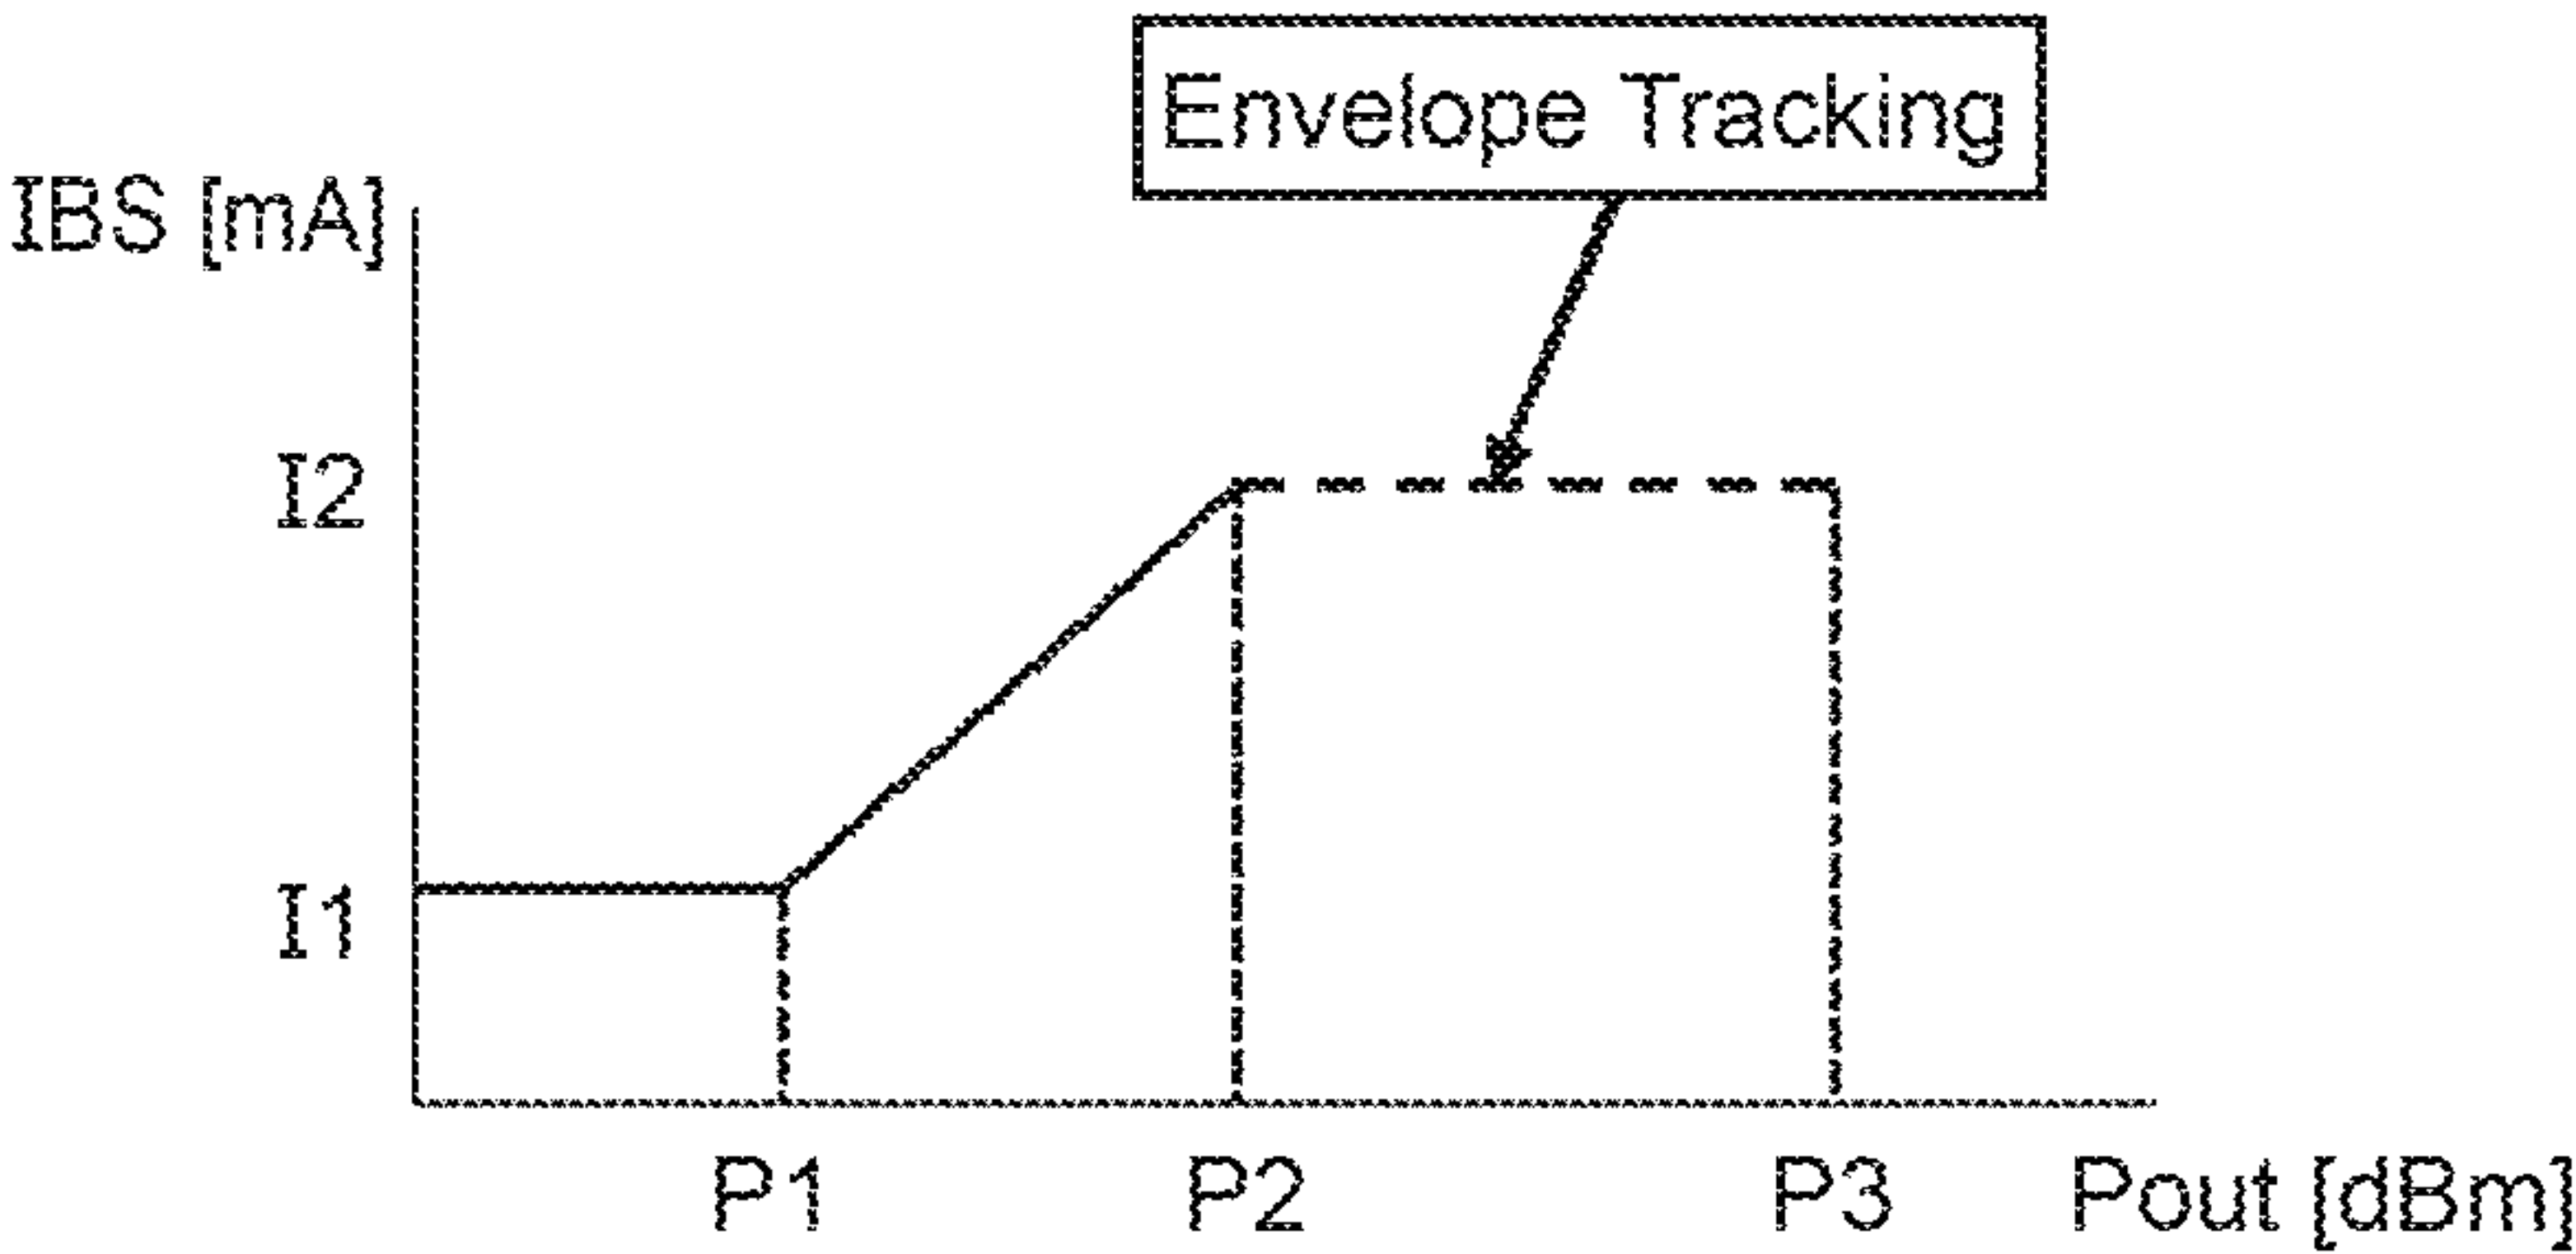 Envelope Tracking
IBS [mA]
I2
I1
P1 P2 P3 Pout [dBm]